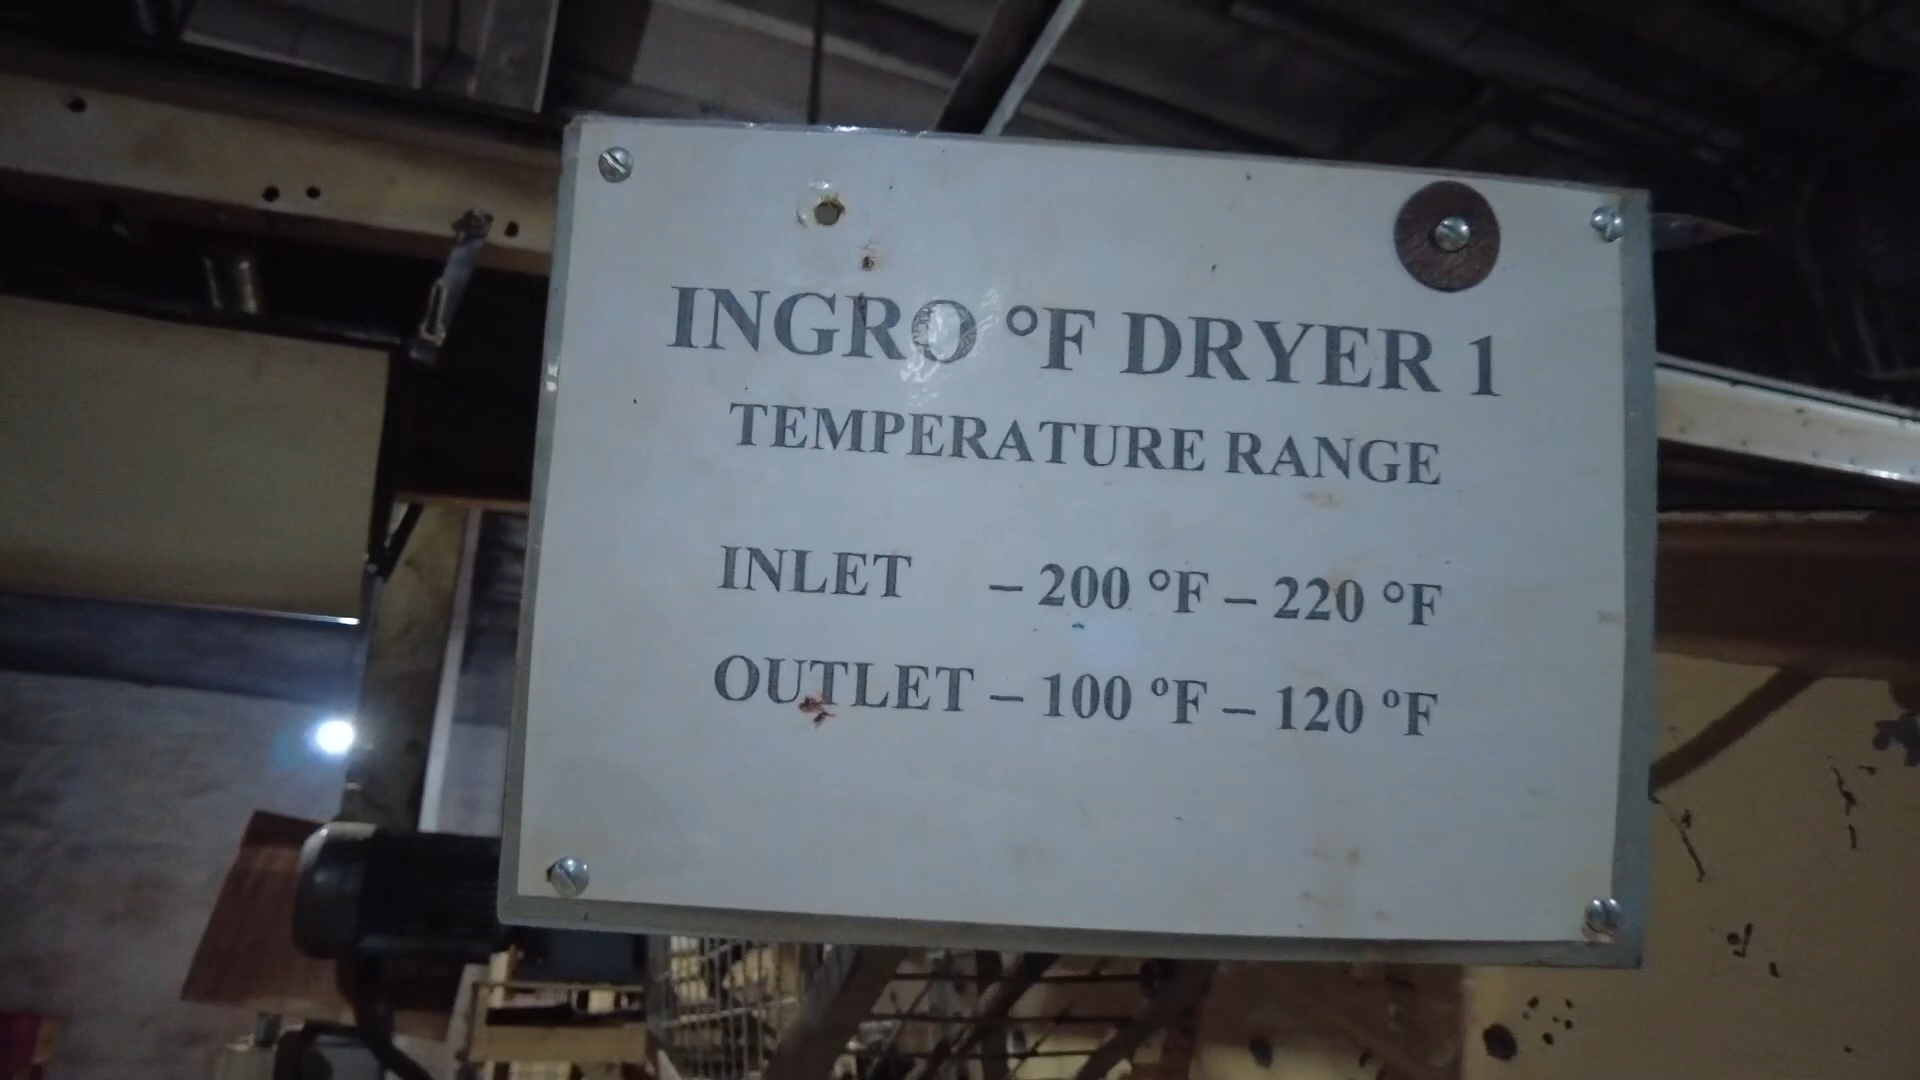 INGRO °F DRYER 1
TEMPERATURE RANGE
INLET – 200 °F – 220 °F
OUTLET – 100 °F – 120 °F